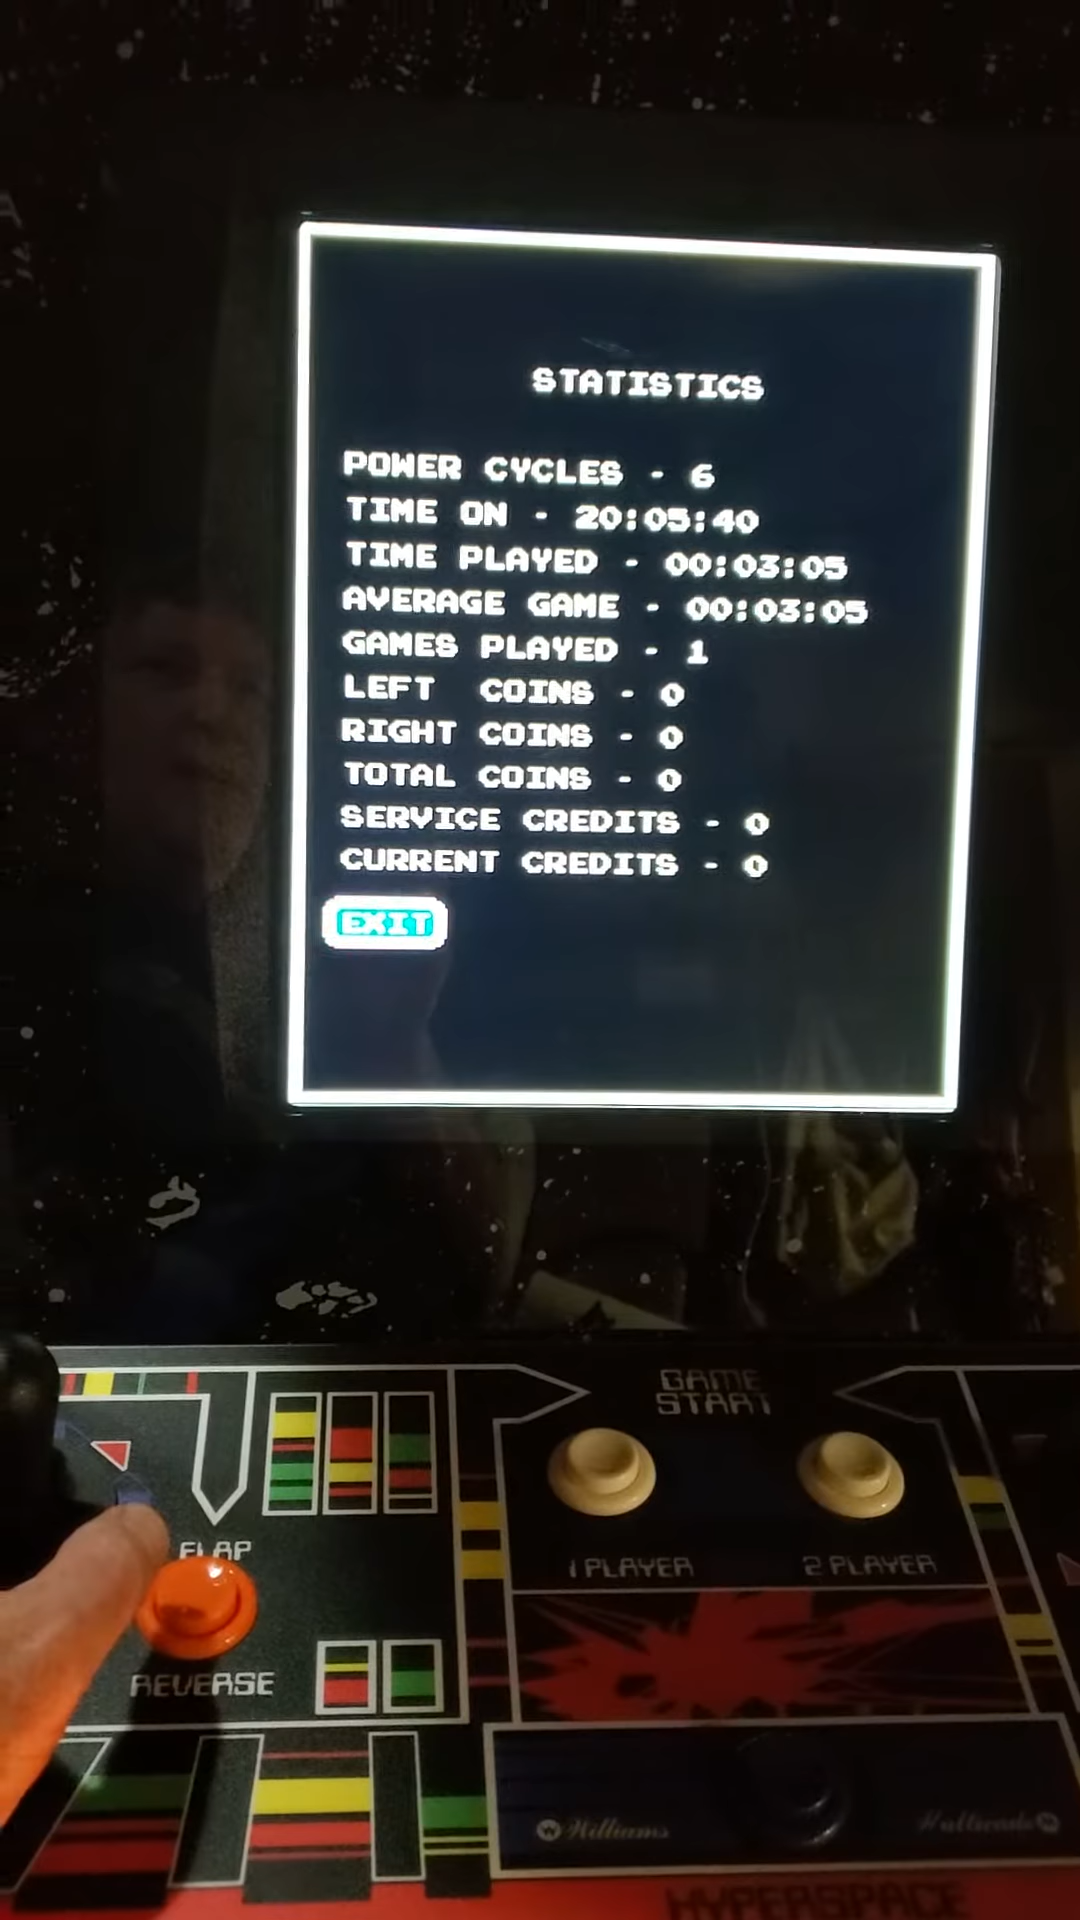 STATISTICS
POWER CYCLES - 6
TIME ON - 20:05:40
TIME PLAYED - 00:03:05
AVERAGE GAME - 00:03:05
GAMES PLAYED - 1
LEFT COINS - 0
RIGHT COINS - 0
TOTAL COINS - 0
SERVICE CREDITS - 0
CURRENT CREDITS - 0
EXIT
GAME
START
FLAP
1 PLAYER
2 PLAYER
REVERSE
Williams
HYPERSPACE